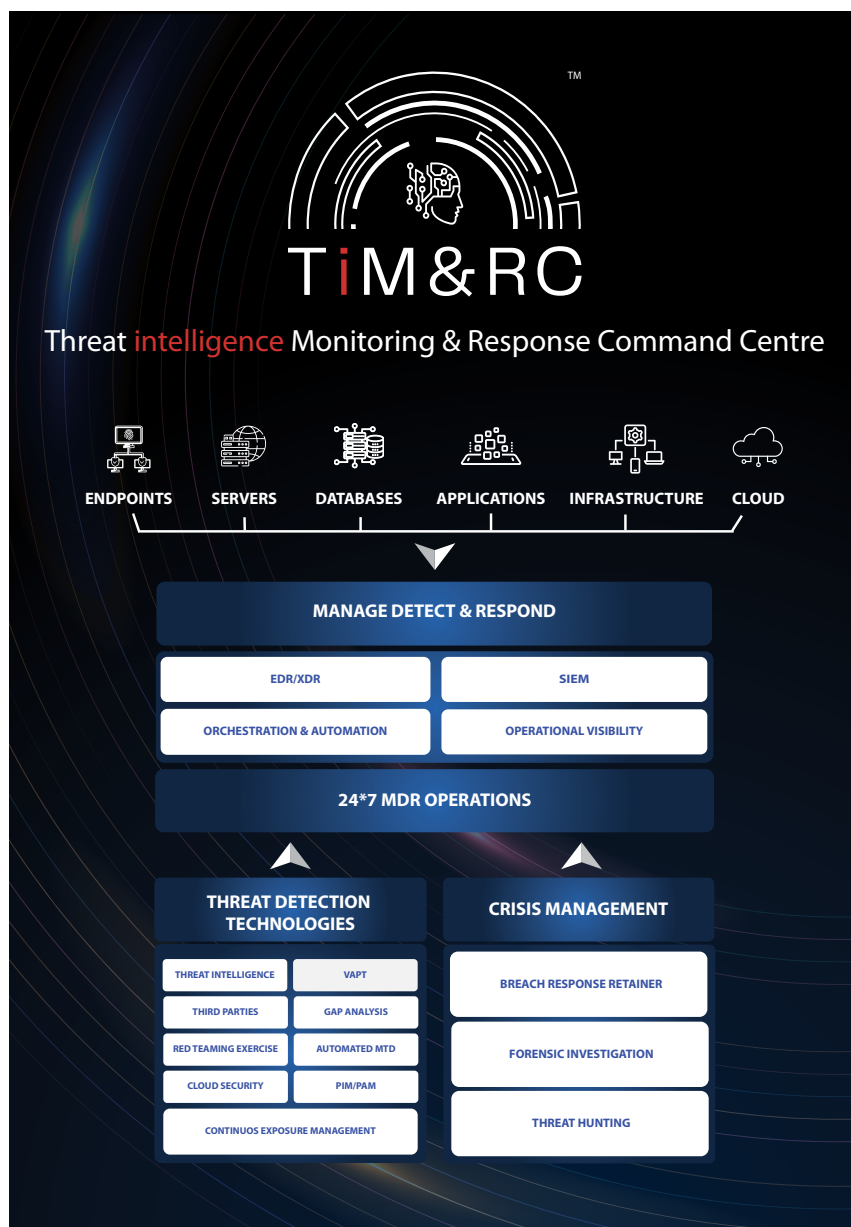 TM
TiM&RC
Threat intelligence Monitoring & Response Command Centre
ENDPOINTS
SERVERS
DATABASES
APPLICATIONS
INFRASTRUCTURE
CLOUD
MANAGE DETECT & RESPOND
EDR/XDR
SIEM
ORCHESTRATION & AUTOMATION
OPERATIONAL VISIBILITY
24*7 MDR OPERATIONS
THREAT DETECTION
TECHNOLOGIES
THREAT INTELLIGENCE
VAPT
THIRD PARTIES
GAP ANALYSIS
RED TEAMING EXERCISE
AUTOMATED MTD
CLOUD SECURITY
PIM/PAM
CONTINUOS EXPOSURE MANAGEMENT
CRISIS MANAGEMENT
BREACH RESPONSE RETAINER
FORENSIC INVESTIGATION
THREAT HUNTING